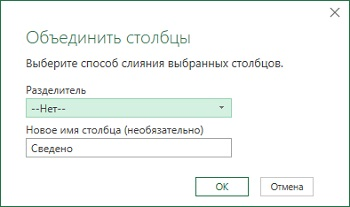 Объединить столбцы
Выберите способ слияния выбранных столбцов.
Разделитель
--Нет--
Новое имя столбца (необязательно)
Сведено
ОК
Отмена